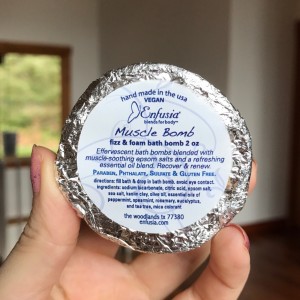 hand made in the usa
VEGAN
Enfusia
blends for body
Muscle Bomb
fizz & foam bath bomb 2 oz
Effervescent bath bombs blended with
muscle-soothing epsom salts and a refreshing
essential oil blend. Recover & renew.
PARABEN, PHTHALATE, SULFATE & GLUTEN FREE.
directions: fill bath & drop in bath bomb. avoid eye contact.
ingredients: sodium bicarbonate, citric acid, epsom salt,
sea salt, kaolin clay, olive oil, essential oils of
peppermint, spearmint, rosemary, eucalyptus,
and tea tree, mica colorant.
the woodlands tx 77380
enfusia.com